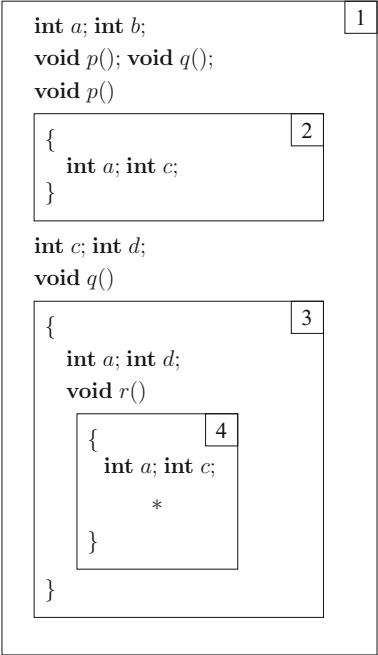 1
int a; int b;
void p(); void q();
void p()
2
{
int a; int c;
}
int c; int d;
void q()
3
{
int a; int d;
void r()
4
{
int a; int c;
*
}
}